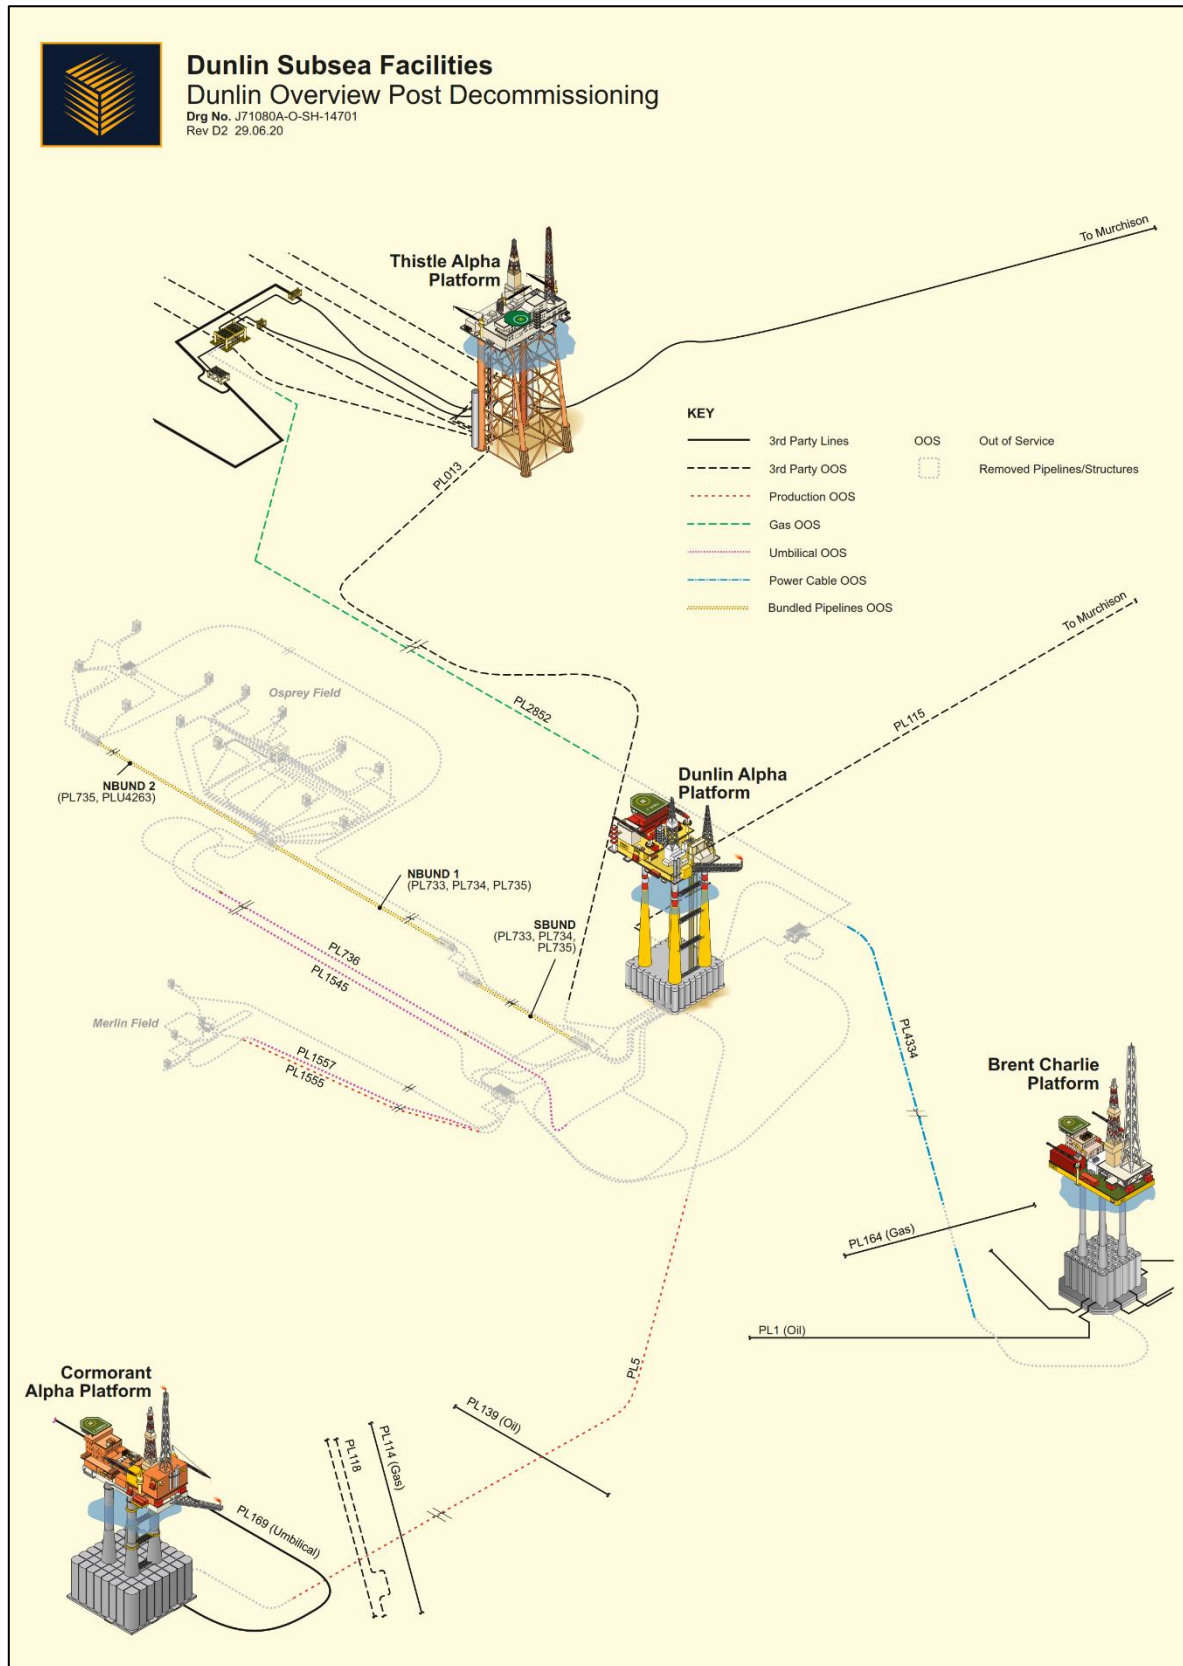 Dunlin Subsea Facilities
Dunlin Overview Post Decommissioning
Drg No. J71080A-O-SH-14701
Rev D2 29.06.20
To Murchison
Thistle Alpha
Platform
KEY
3rd Party Lines
OOS
Out of Service
3rd Party OOS
Removed Pipelines/Structures
Production OOS
Gas OOS
Umbilical OOS
Power Cable OOS
Bundled Pipelines OOS
PL013
To Murchison
Osprey Field
PL2852
PL115
Dunlin Alpha
Platform
NBUND 2
(PL735, PLU4263)
NBUND 1
(PL733, PL734, PL735)
SBUND
(PL733, PL734,
PL735)
PL736
PL1545
Merlin Field
PL1557
PL1555
PL4334
Brent Charlie
Platform
PL164 (Gas)
PL1 (Oil)
PL5
Cormorant
Alpha Platform
PL139 (Oil)
PL114 (Gas)
PL118
PL169 (Umbilical)